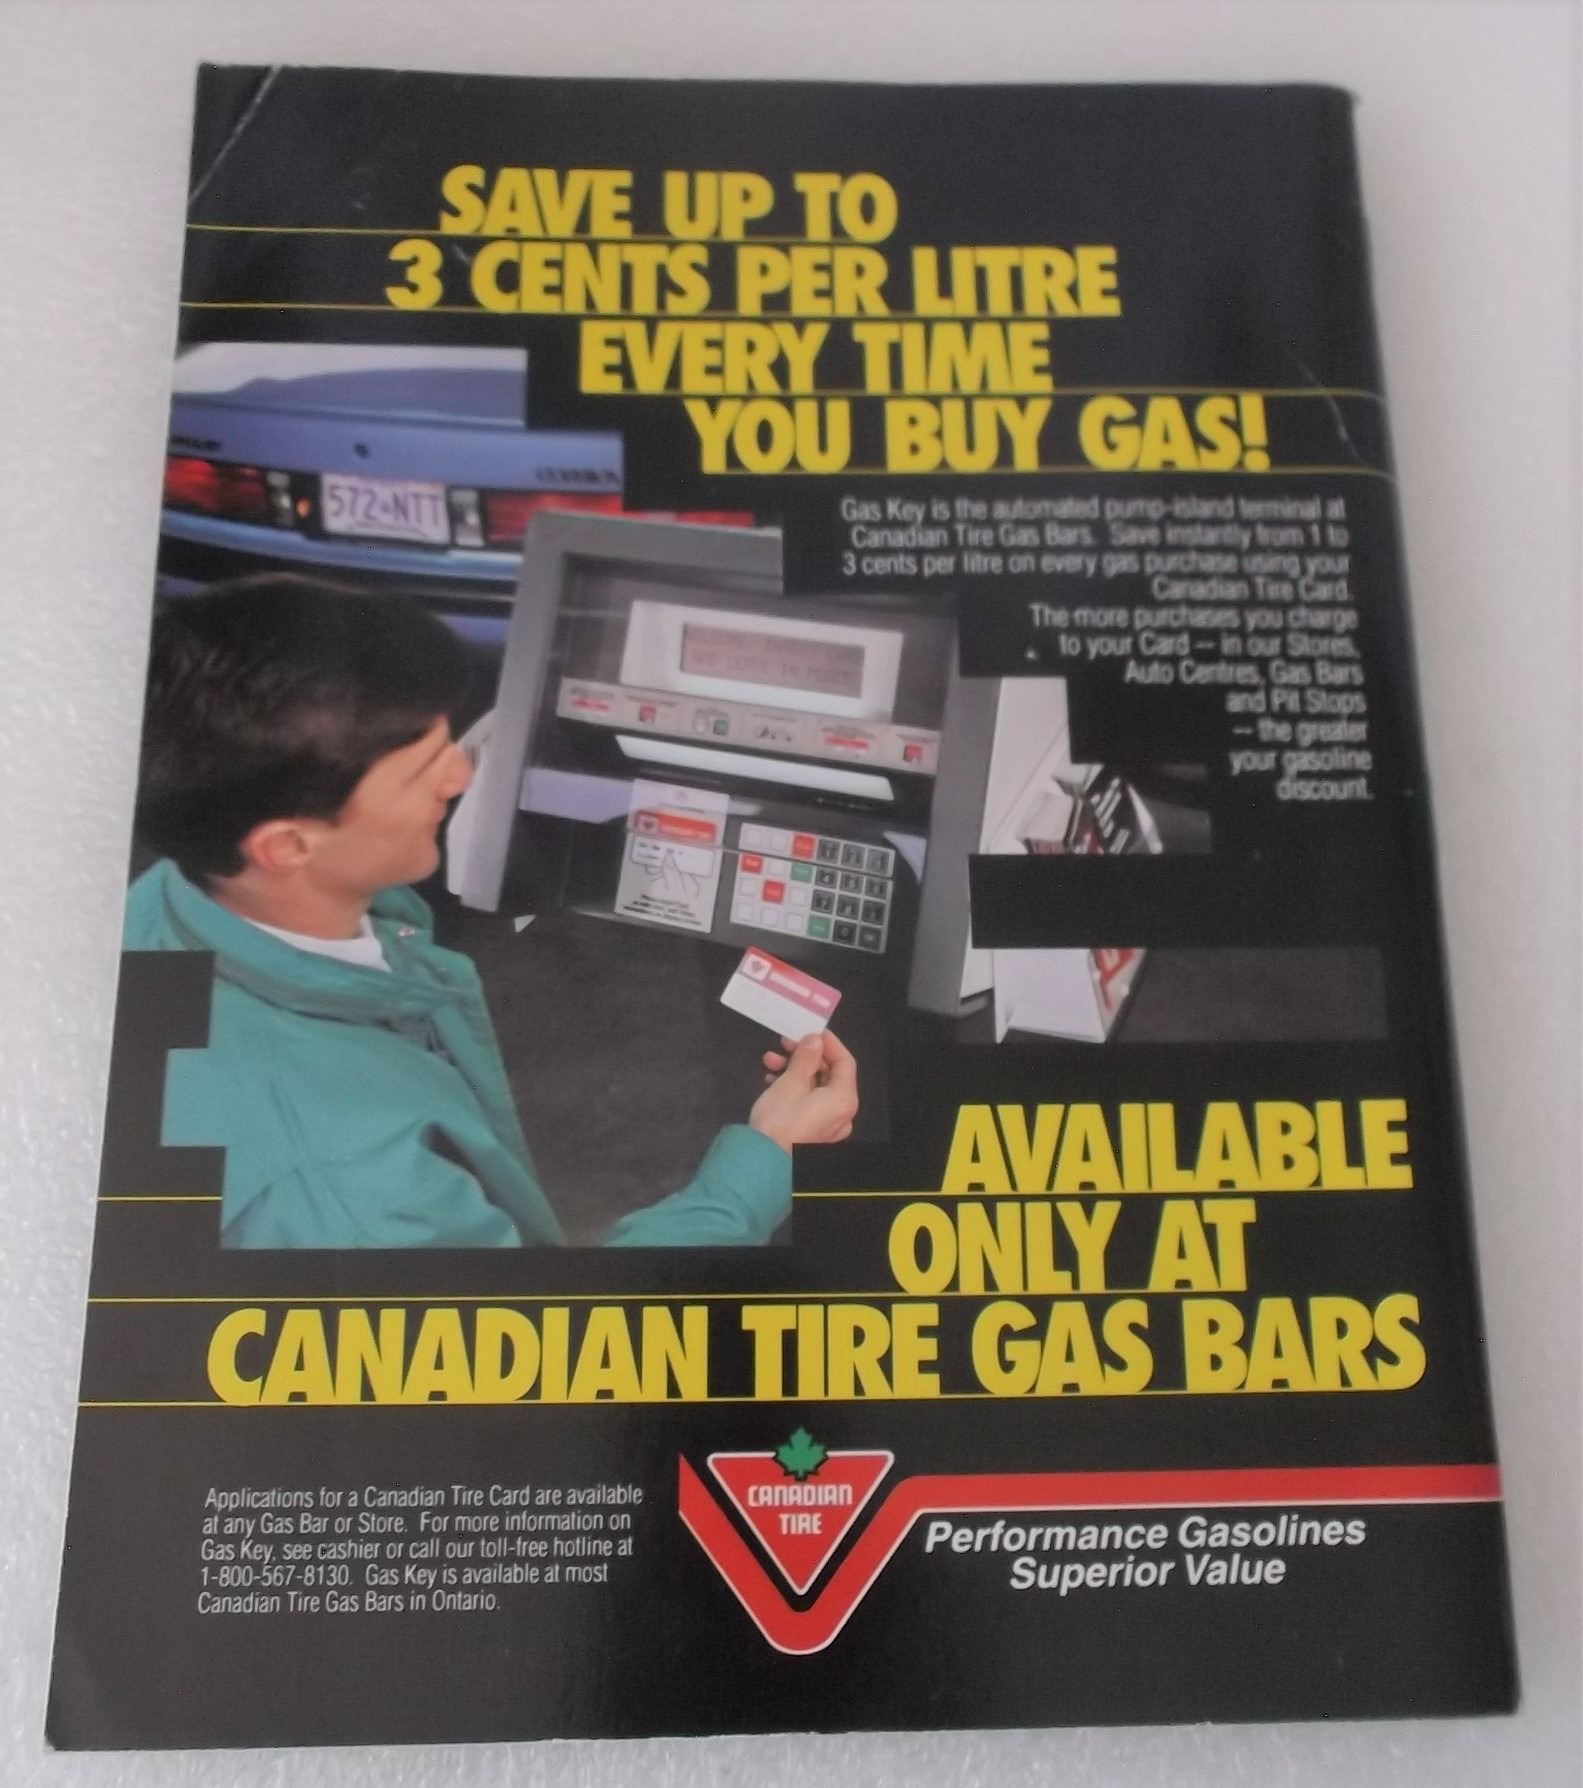 SAVE UP TO
3 CENTS PER LITRE
EVERY TIME
YOU BUY GAS!
572 NTT
Gas Key is the automated pump-island terminal at
Canadian Tire Gas Bars. Save instantly from 1 to
3 cents per litre on every gas purchase using your
Canadian Tire Card.
The more purchases you charge
to your Card — in our Stores,
Auto Centres, Gas Bars
and Pit Stops
— the greater
your gasoline
discount.
AVAILABLE
ONLY AT
CANADIAN TIRE GAS BARS
Applications for a Canadian Tire Card are available
at any Gas Bar or Store. For more information on
Gas Key, see cashier or call our toll-free hotline at
1-800-567-8130. Gas Key is available at most
Canadian Tire Gas Bars in Ontario.
CANADIAN
TIRE
Performance Gasolines
Superior Value